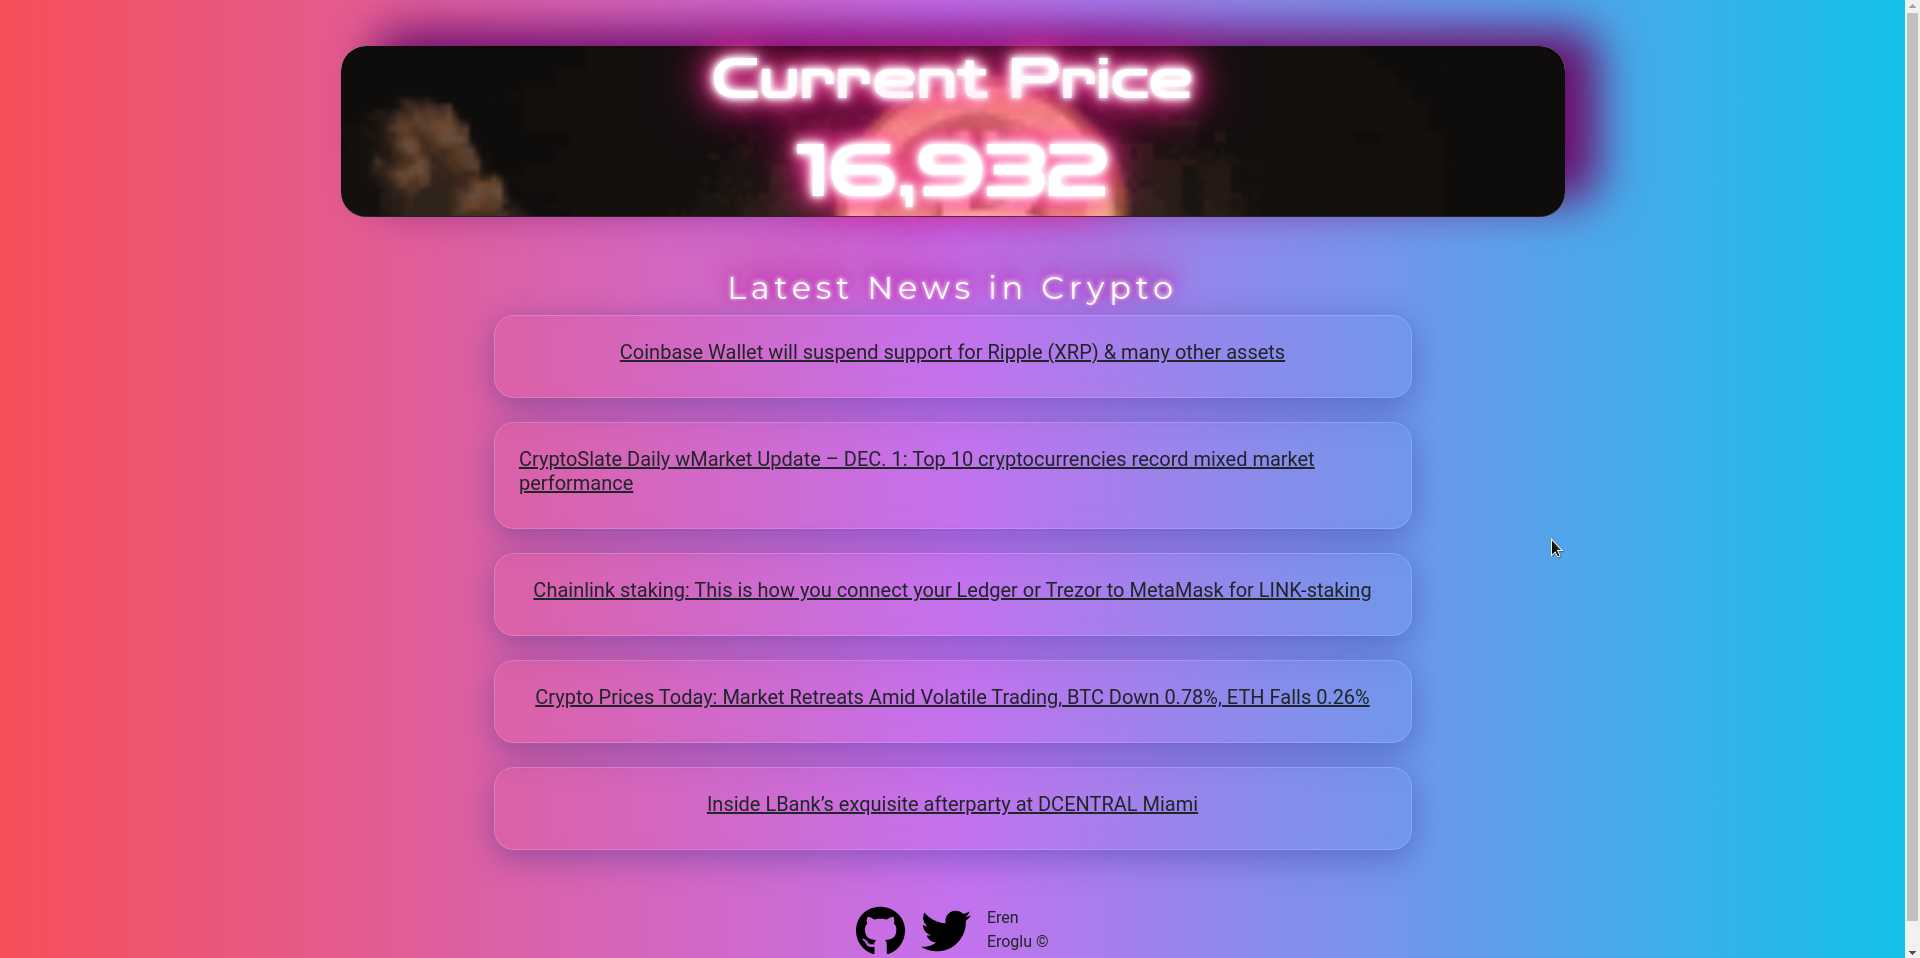 Current Price
16,932
Latest News in Crypto
Coinbase Wallet will suspend support for Ripple (XRP) & many other assets
CryptoSlate Daily wMarket Update – DEC. 1: Top 10 cryptocurrencies record mixed market
performance
Chainlink staking: This is how you connect your Ledger or Trezor to MetaMask for LINK-staking
Crypto Prices Today: Market Retreats Amid Volatile Trading, BTC Down 0.78%, ETH Falls 0.26%
Inside LBank’s exquisite afterparty at DCENTRAL Miami
Eren
Eroglu ©